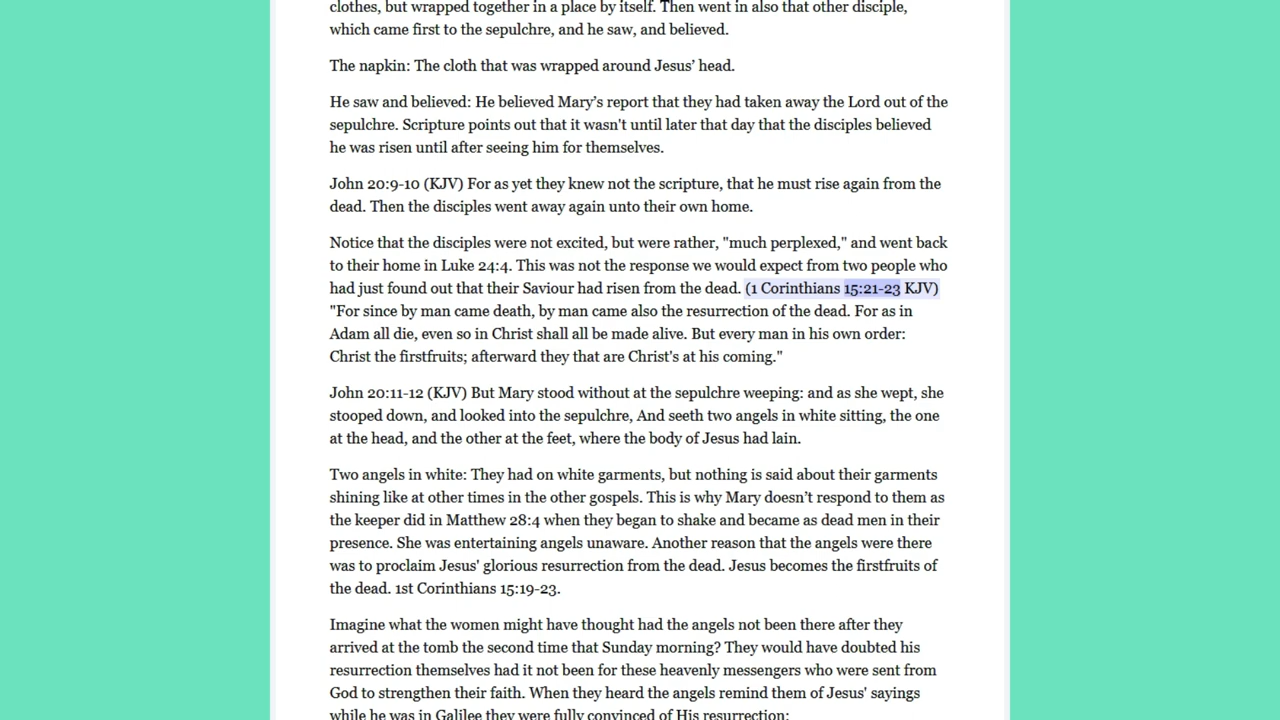 clothes, but wrapped together in a place by itself. Then went in also that other disciple,
which came first to the sepulchre, and he saw, and believed.
The napkin: The cloth that was wrapped around Jesus’ head.
He saw and believed: He believed Mary’s report that they had taken away the Lord out of the
sepulchre. Scripture points out that it wasn't until later that day that the disciples believed
he was risen until after seeing him for themselves.
John 20:9-10 (KJV) For as yet they knew not the scripture, that he must rise again from the
dead. Then the disciples went away again unto their own home.
Notice that the disciples were not excited, but were rather, "much perplexed," and went back
to their home in Luke 24:4. This was not the response we would expect from two people who
had just found out that their Saviour had risen from the dead. (1 Corinthians 15:21-23 KJV)
"For since by man came death, by man came also the resurrection of the dead. For as in
Adam all die, even so in Christ shall all be made alive. But every man in his own order:
Christ the firstfruits; afterward they that are Christ's at his coming."
John 20:11-12 (KJV) But Mary stood without at the sepulchre weeping: and as she wept, she
stooped down, and looked into the sepulchre, And seeth two angels in white sitting, the one
at the head, and the other at the feet, where the body of Jesus had lain.
Two angels in white: They had on white garments, but nothing is said about their garments
shining like at other times in the other gospels. This is why Mary doesn’t respond to them as
the keeper did in Matthew 28:4 when they began to shake and became as dead men in their
presence. She was entertaining angels unaware. Another reason that the angels were there
was to proclaim Jesus' glorious resurrection from the dead. Jesus becomes the firstfruits of
the dead. 1st Corinthians 15:19-23.
Imagine what the women might have thought had the angels not been there after they
arrived at the tomb the second time that Sunday morning? They would have doubted his
resurrection themselves had it not been for these heavenly messengers who were sent from
God to strengthen their faith. When they heard the angels remind them of Jesus' sayings
while he was in Galilee they were fully convinced of His resurrection: